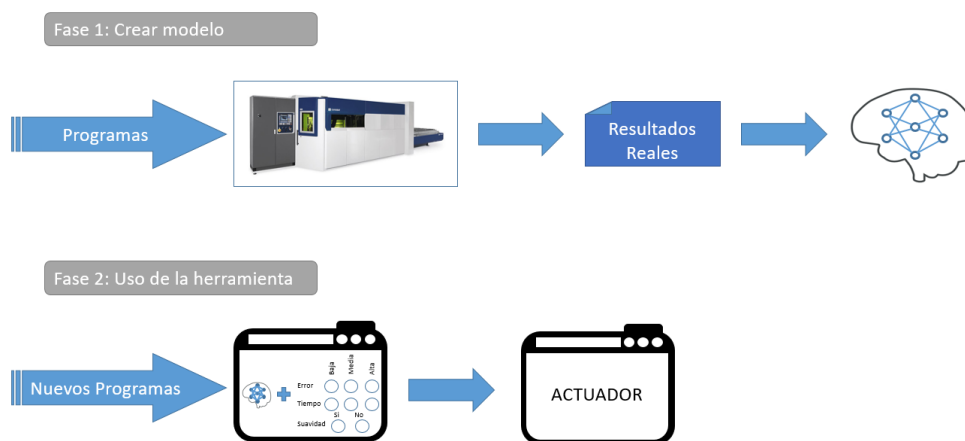 Fase 1: Crear modelo
Programas
Resultados
Reales
Fase 2: Uso de la herramienta
Nuevos Programas
Baja
Media
Alta
Error
Tiempo
Si No
Suavidad
ACTUADOR